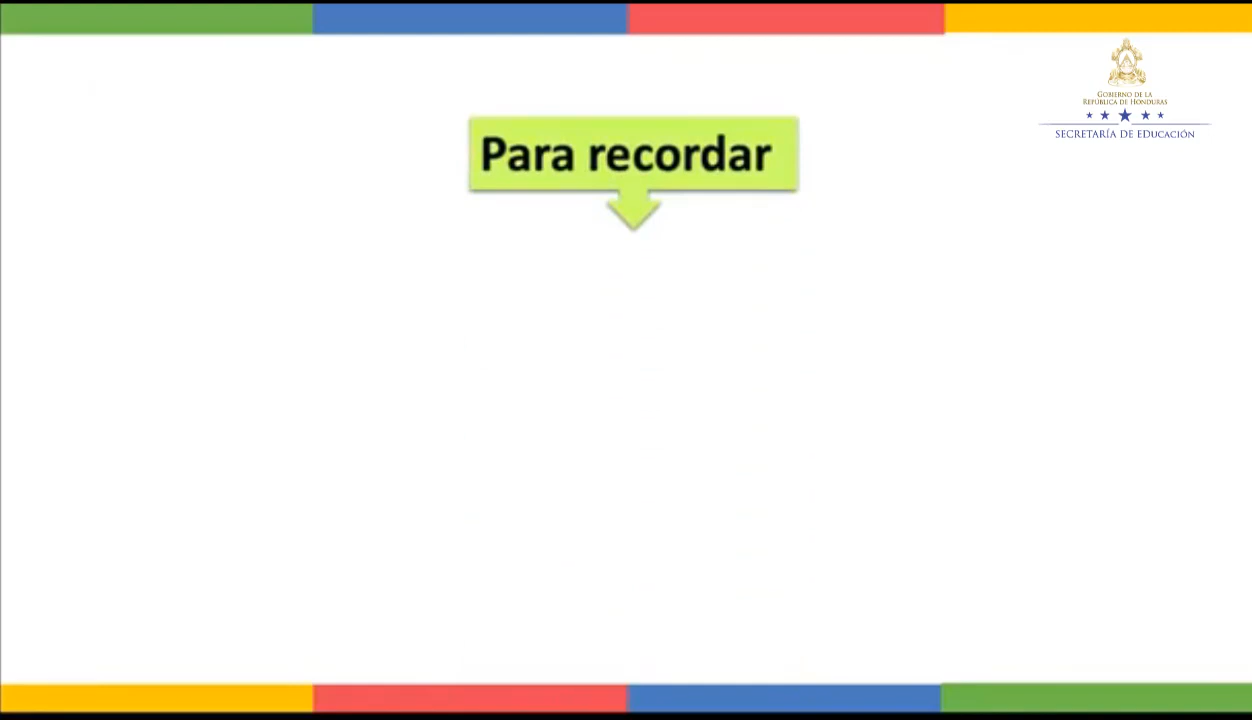 GOBIERNO DE LA
REPÚBLICA DE HONDURAS
SECRETARÍA DE EDUCACIÓN
Para recordar